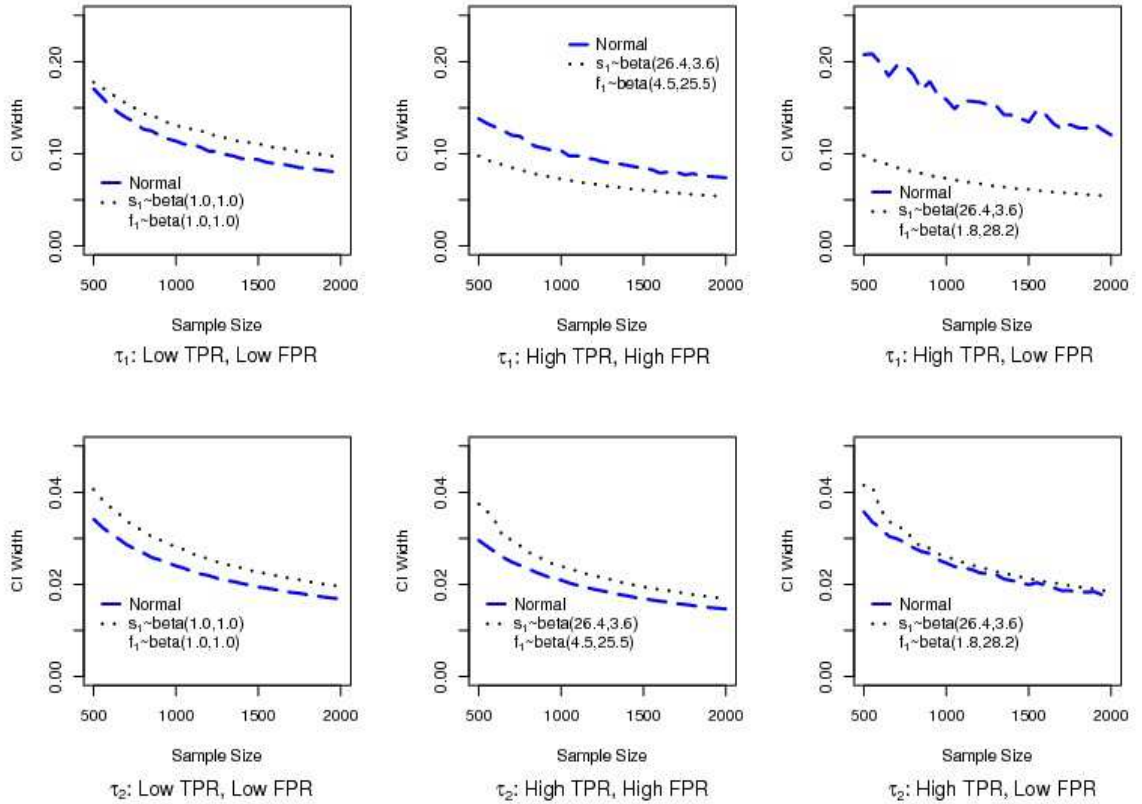 CI Width
0.00 0.10 0.20
Normal
s₁~beta(1.0,1.0)
f₁~beta(1.0,1.0)
500 1000 1500 2000
Sample Size
τ₁: Low TPR, Low FPR
CI Width
0.00 0.10 0.20
Normal
s₁~beta(26.4,3.6)
f₁~beta(4.5,25.5)
500 1000 1500 2000
Sample Size
τ₁: High TPR, High FPR
CI Width
0.00 0.10 0.20
Normal
s₁~beta(26.4,3.6)
f₁~beta(1.8,28.2)
500 1000 1500 2000
Sample Size
τ₁: High TPR, Low FPR
CI Width
0.00 0.02 0.04
Normal
s₁~beta(1.0,1.0)
f₁~beta(1.0,1.0)
500 1000 1500 2000
Sample Size
τ₂: Low TPR, Low FPR
CI Width
0.00 0.02 0.04
Normal
s₁~beta(26.4,3.6)
f₁~beta(4.5,25.5)
500 1000 1500 2000
Sample Size
τ₂: High TPR, High FPR
CI Width
0.00 0.02 0.04
Normal
s₁~beta(26.4,3.6)
f₁~beta(1.8,28.2)
500 1000 1500 2000
Sample Size
τ₂: High TPR, Low FPR